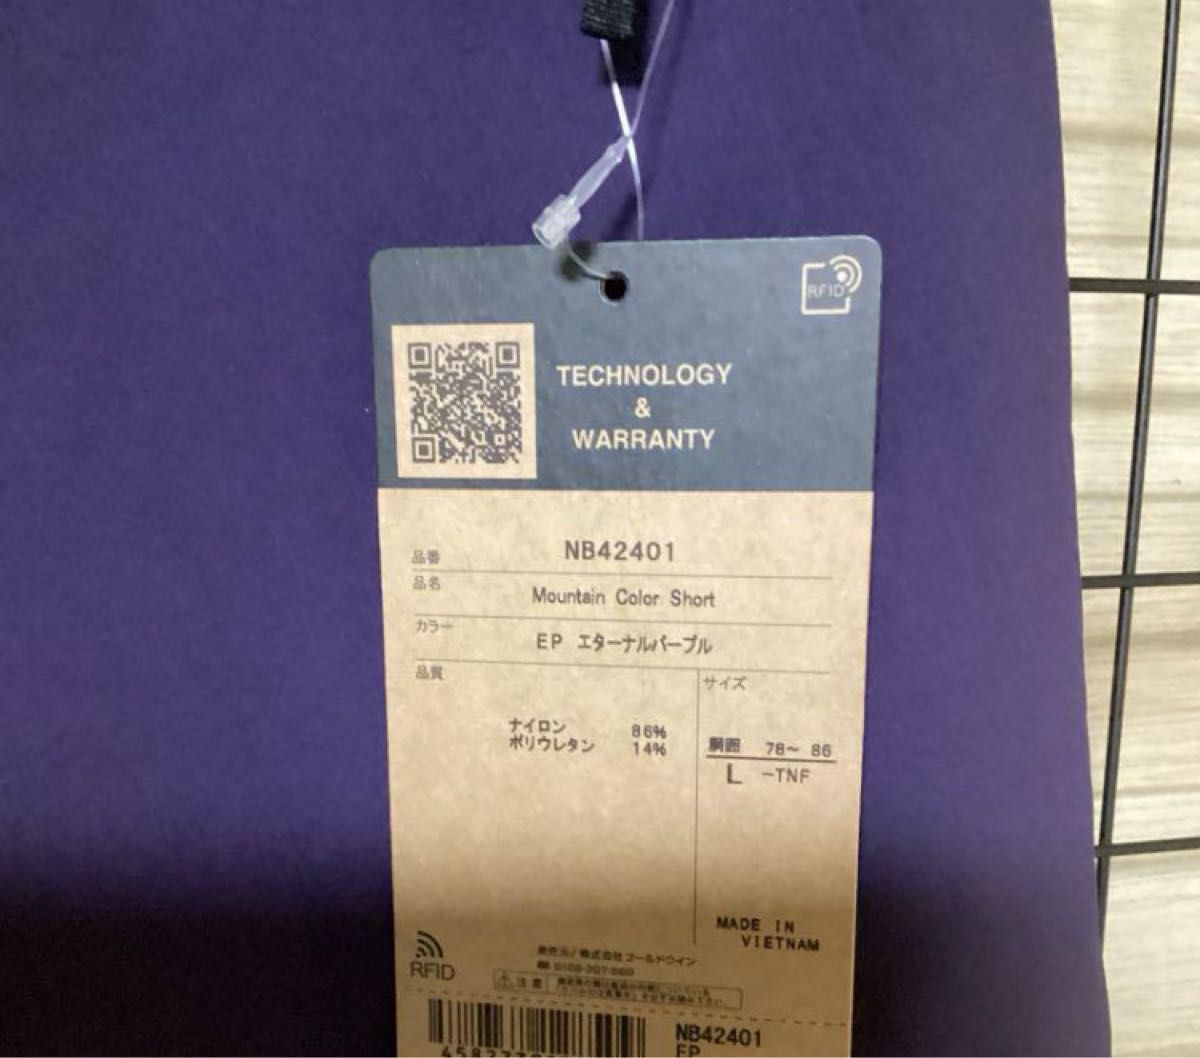 RFID
TECHNOLOGY
&
WARRANTY
品番 NB42401
品名 Mountain Color Short
カラー EP エターナルパープル
品質
サイズ
ナイロン 86%
ポリウレタン 14%
胴囲 78～ 86
L -TNF
MADE IN
VIETNAM
RFID
発売元/株式会社ゴールドウイン
注意
NB42401
EP